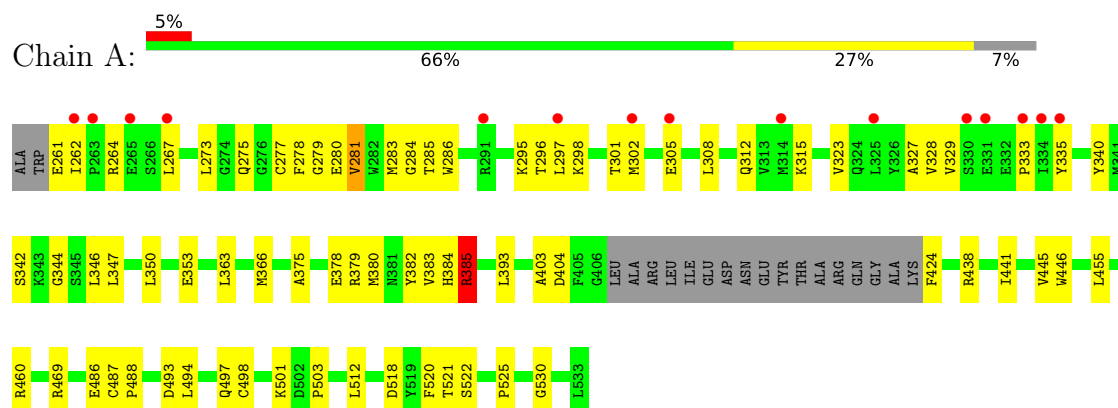 5%
Chain A:
66% 27% 7%
ALA TRP E261 I262 P263 R264 E265 S266 L267 L273 G274 Q275 G276 C277 F278 G279 E280 V281 W282 M283 G284 T285 W286 R291 K295 T296 L297 K298 T301 M302 E305 L308 Q312 V313 M314 K315 V323 Q324 L325 Y326 A327 V328 V329 S330 E331 E332 P333 I334 Y335 Y340 M341
S342 K343 G344 S345 L346 L347 L350 E353 L363 M366 A375 E378 R379 M380 N381 Y382 V383 H384 R385 L393 A403 D404 F405 G406 LEU ALA ARG LEU ILE GLU ASP ASN GLU TYR THR ALA ARG GLN GLY ALA LYS F424 R438 I441 V445 W446 L455
R460 R469 E486 C487 P488 D493 L494 Q497 C498 K501 D502 P503 L512 D518 Y519 F520 T521 S522 P525 G530 L533